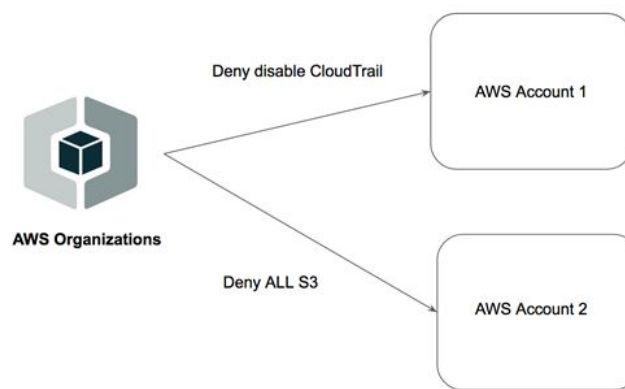 Deny disable CloudTrail
AWS Account 1
AWS Organizations
Deny ALL S3
AWS Account 2